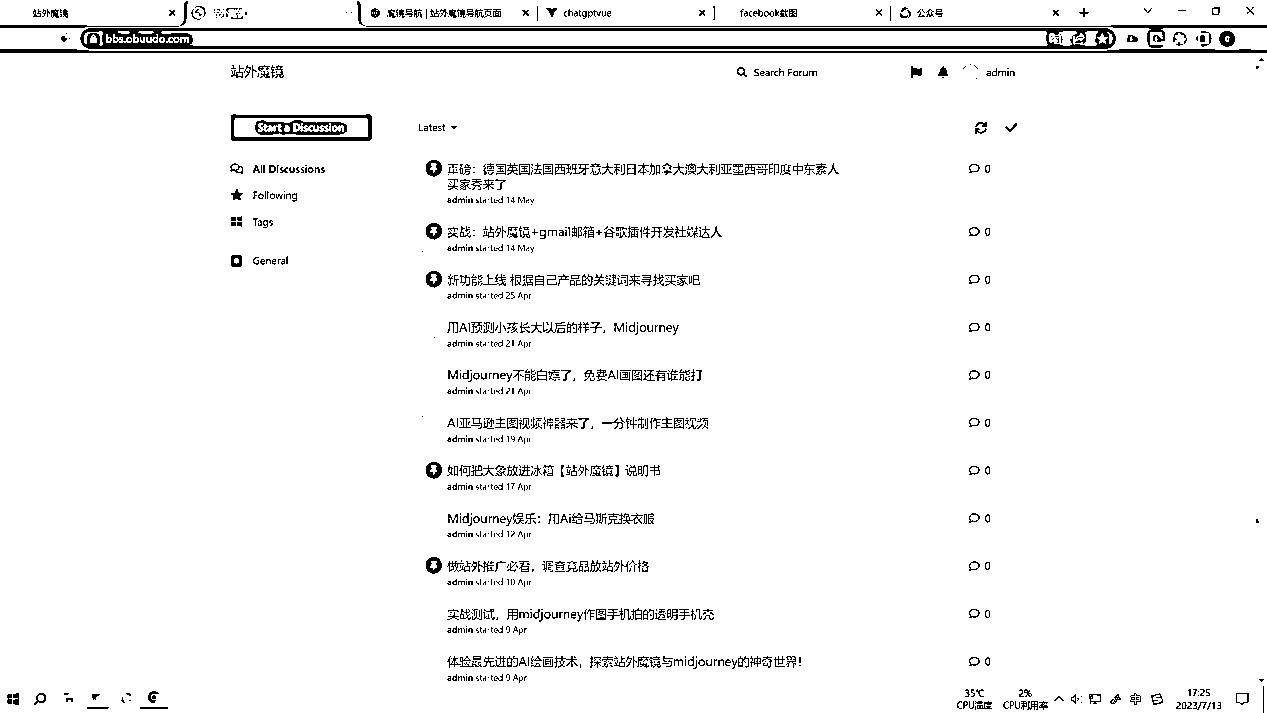 站外魔镜
魔镜导航 | 站外魔镜导航页面
chatgptvue
facebook截图
公众号
bbs.obuudo.com
站外魔镜
Search Forum
admin
Start a Discussion
Latest
All Discussions
Following
Tags
General
重磅：德国英国法国西班牙意大利日本加拿大澳大利亚墨西哥印度中东素人
买家秀来了
admin started 14 May
0
实战：站外魔镜+gmail邮箱+谷歌插件开发社媒达人
admin started 14 May
0
新功能上线 根据自己产品的关键词来寻找买家吧
admin started 25 Apr
0
用AI预测小孩长大以后的样子，Midjourney
admin started 21 Apr
0
Midjourney不能白嫖了，免费AI画图还有谁能打
admin started 21 Apr
0
AI亚马逊主图视频神器来了，一分钟制作主图视频
admin started 19 Apr
0
如何把大象放进冰箱【站外魔镜】说明书
admin started 17 Apr
0
Midjourney娱乐：用Ai给马斯克换衣服
admin started 12 Apr
0
做站外推广必看，调查竞品放站外价格
admin started 10 Apr
0
实战测试，用midjourney作图手机拍的透明手机壳
admin started 9 Apr
0
体验最先进的AI绘画技术，探索站外魔镜与midjourney的神奇世界！
admin started 9 Apr
0
35℃
CPU温度
2%
CPU利用率
中
17:25
2023/7/13